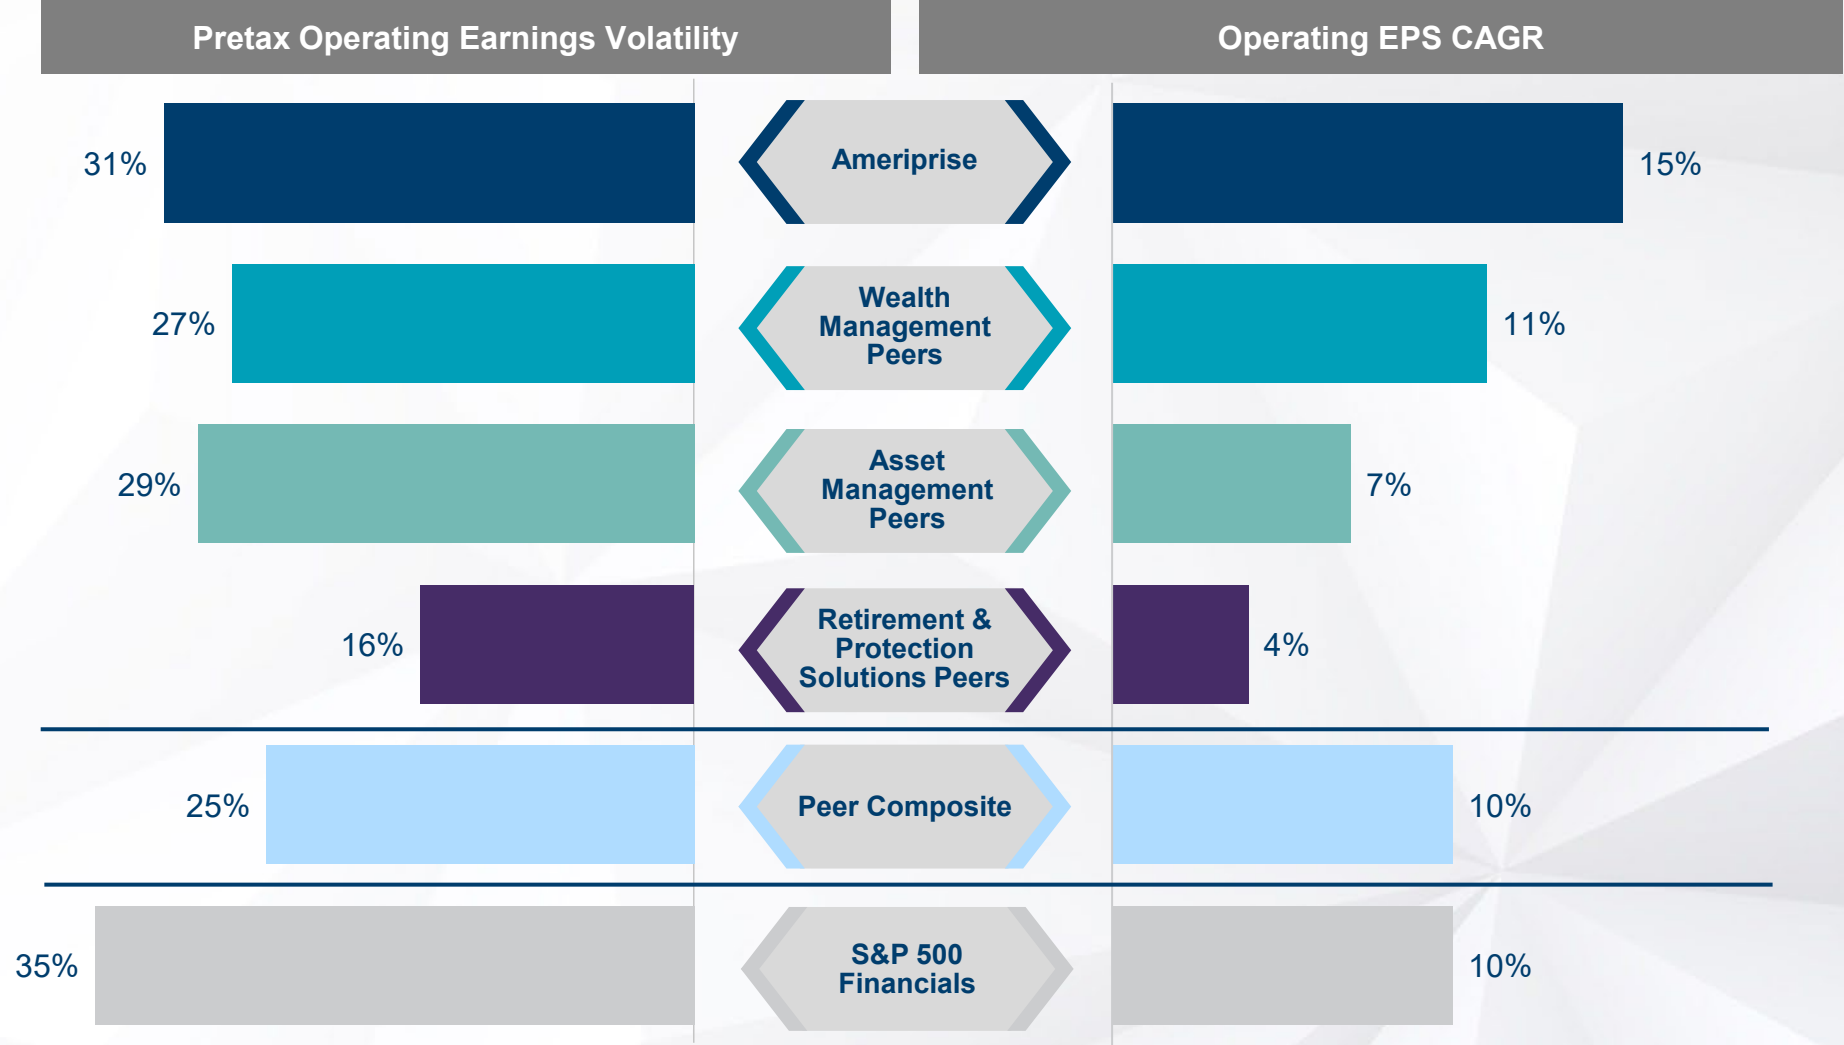 Pretax Operating Earnings Volatility
Operating EPS CAGR
31%
Ameriprise
15%
27%
Wealth
Management
Peers
11%
29%
Asset
Management
Peers
7%
16%
Retirement &
Protection
Solutions Peers
4%
25%
Peer Composite
10%
35%
S&P 500
Financials
10%